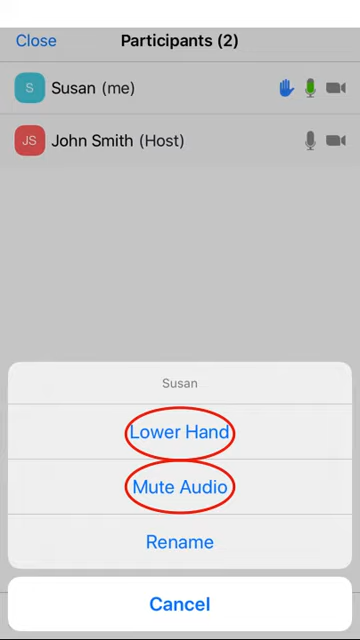 Close Participants (2)
S Susan (me)
JS John Smith (Host)
Susan
Lower Hand
Mute Audio
Rename
Cancel